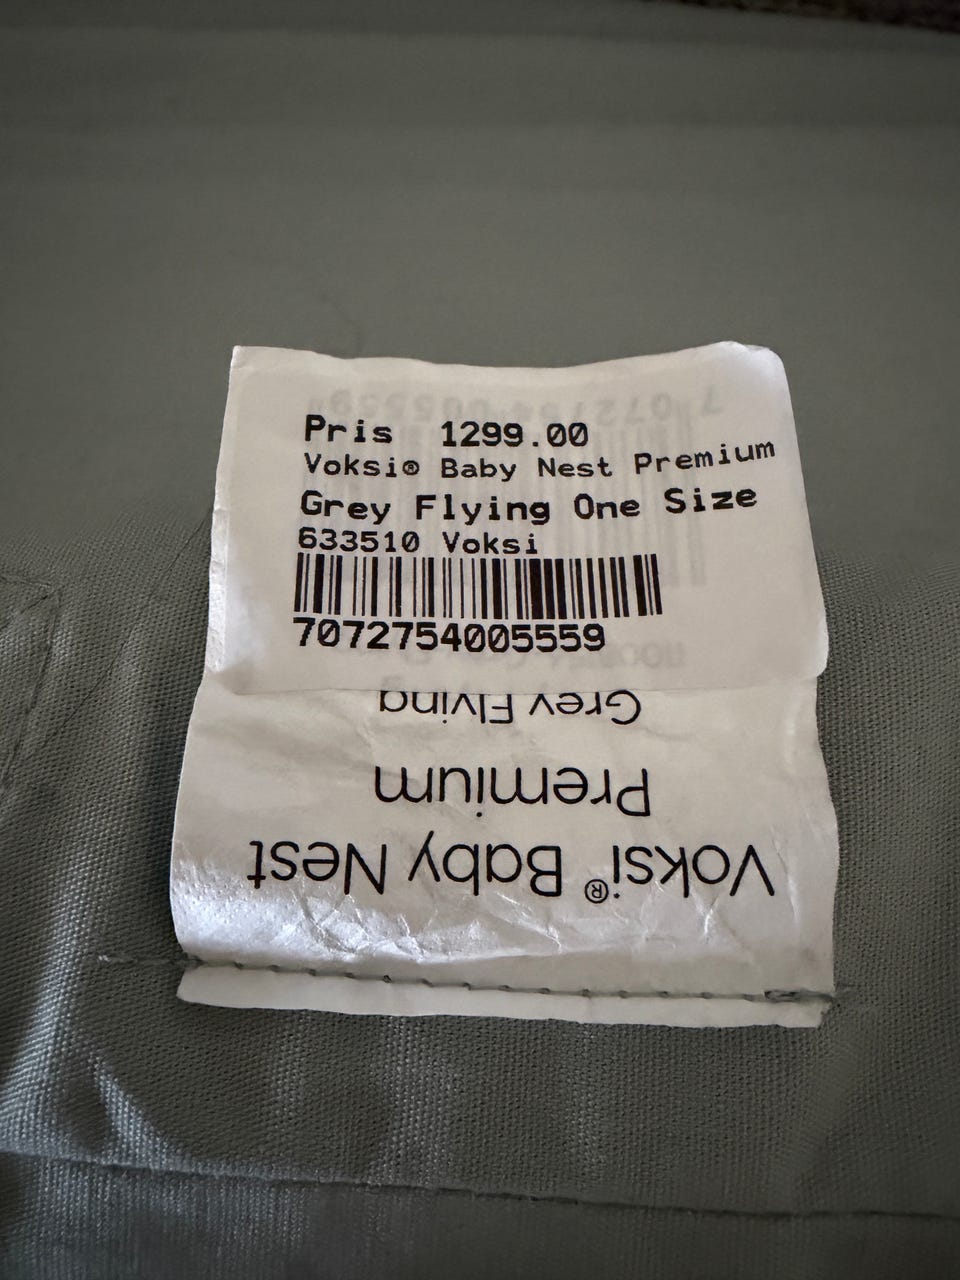 Pris 1299.00
Voksi® Baby Nest Premium
Grey Flying One Size
633510 Voksi
7072754005559
Voksi® Baby Nest
Premium
Grey Flying